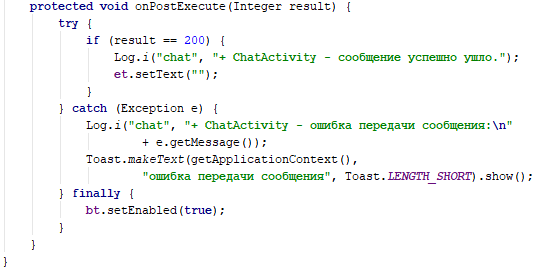 protected void onPostExecute(Integer result) {
try {
if (result == 200) {
Log.i("chat", "+ ChatActivity - сообщение успешно ушло.");
et.setText("");
}
} catch (Exception e) {
Log.i("chat", "+ ChatActivity - ошибка передачи сообщения:\n"
+ e.getMessage());
Toast.makeText(getApplicationContext(),
"ошибка передачи сообщения", Toast.LENGTH_SHORT).show();
} finally {
bt.setEnabled(true);
}
}
}